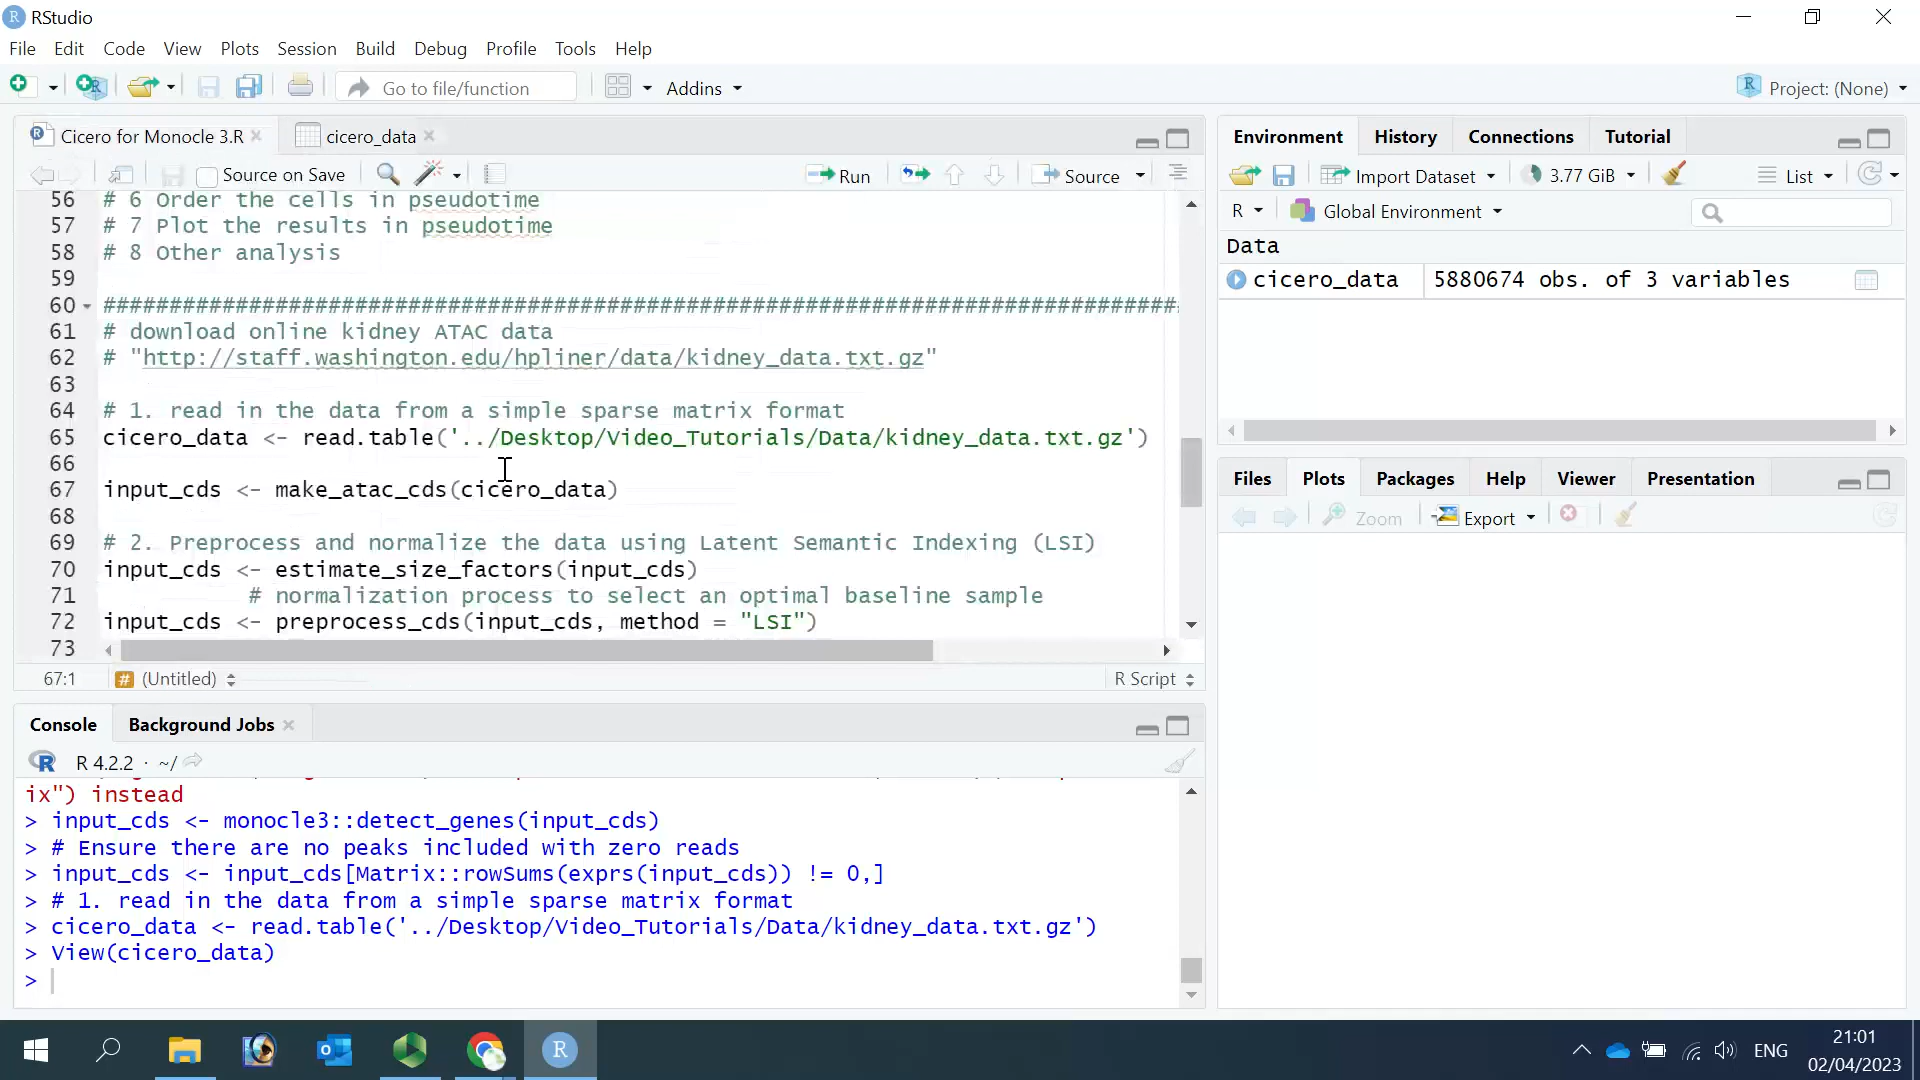 RStudio
File Edit Code View Plots Session Build Debug Profile Tools Help
Go to file/function Addins Project: (None)
Cicero for Monocle 3.R cicero_data
Source on Save Run Source
56 # 6 Order the cells in pseudotime
57 # 7 Plot the results in pseudotime
58 # 8 Other analysis
59
60 ##################################################################################
61 # download online kidney ATAC data
62 # "http://staff.washington.edu/hpliner/data/kidney_data.txt.gz"
63
64 # 1. read in the data from a simple sparse matrix format
65 cicero_data <- read.table('../Desktop/Video_Tutorials/Data/kidney_data.txt.gz')
66
67 input_cds <- make_atac_cds(cicero_data)
68
69 # 2. Preprocess and normalize the data using Latent Semantic Indexing (LSI)
70 input_cds <- estimate_size_factors(input_cds)
71 # normalization process to select an optimal baseline sample
72 input_cds <- preprocess_cds(input_cds, method = "LSI")
73
67:1 # (Untitled) R Script
Console Background Jobs
R 4.2.2 · ~/
ix") instead
> input_cds <- monocle3::detect_genes(input_cds)
> # Ensure there are no peaks included with zero reads
> input_cds <- input_cds[Matrix::rowSums(exprs(input_cds)) != 0,]
> # 1. read in the data from a simple sparse matrix format
> cicero_data <- read.table('../Desktop/Video_Tutorials/Data/kidney_data.txt.gz')
> View(cicero_data)
>
Environment History Connections Tutorial
Import Dataset 3.77 GiB List
R Global Environment
Data
cicero_data 5880674 obs. of 3 variables
Files Plots Packages Help Viewer Presentation
Zoom Export
ENG
21:01
02/04/2023